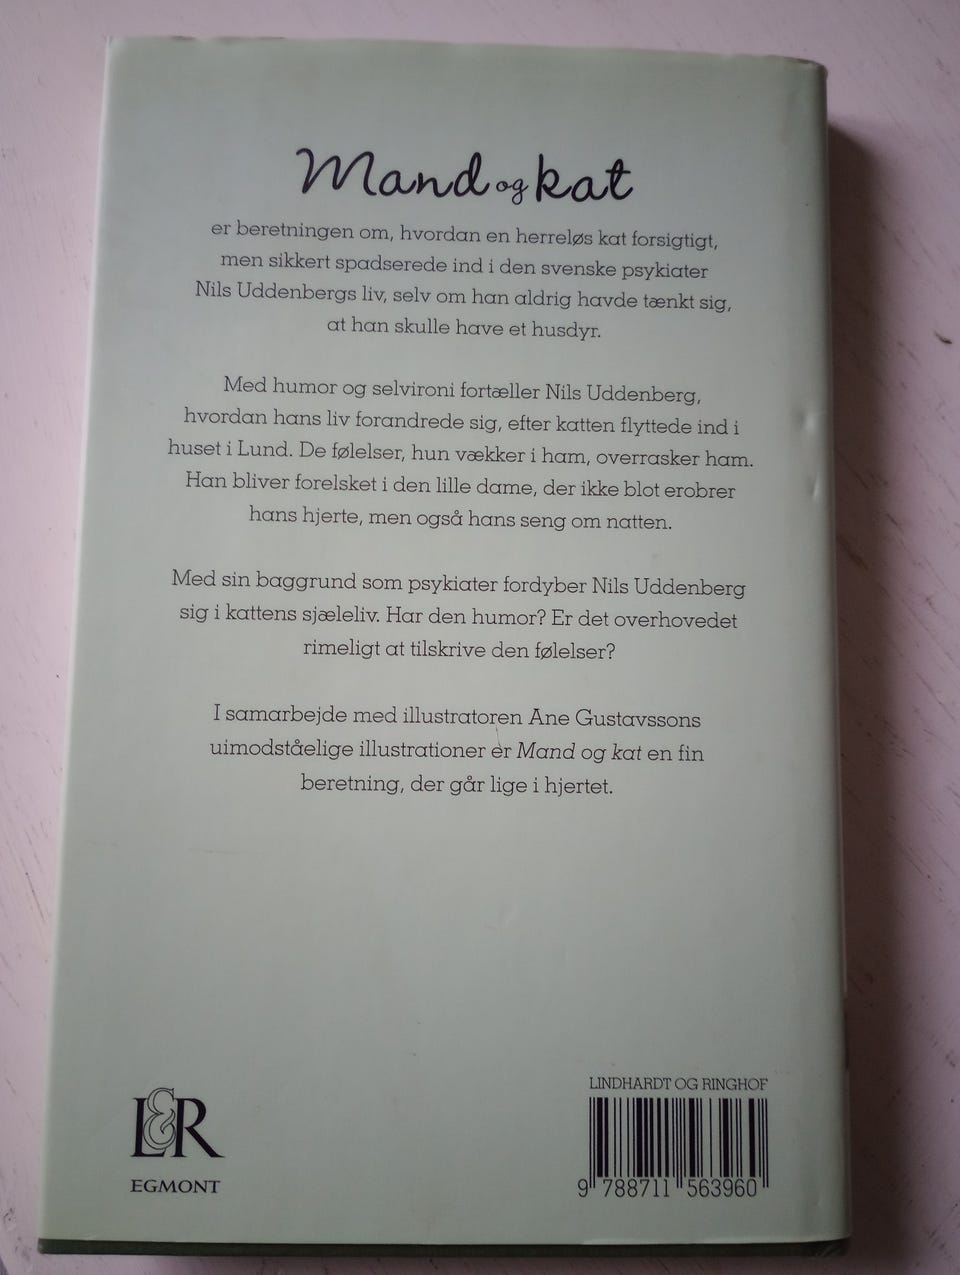 Mand og kat
er beretningen om, hvordan en herreløs kat forsigtigt,
men sikkert spadserede ind i den svenske psykiater
Nils Uddenbergs liv, selv om han aldrig havde tænkt sig,
at han skulle have et husdyr.
Med humor og selvironi fortæller Nils Uddenberg,
hvordan hans liv forandrede sig, efter katten flyttede ind i
huset i Lund. De følelser, hun vækker i ham, overrasker ham.
Han bliver forelsket i den lille dame, der ikke blot erobrer
hans hjerte, men også hans seng om natten.
Med sin baggrund som psykiater fordyber Nils Uddenberg
sig i kattens sjæleliv. Har den humor? Er det overhovedet
rimeligt at tilskrive den følelser?
I samarbejde med illustratoren Ane Gustavssons
uimodståelige illustrationer er Mand og kat en fin
beretning, der går lige i hjertet.
L&R
EGMONT
LINDHARDT OG RINGHOF
9 788711 563960